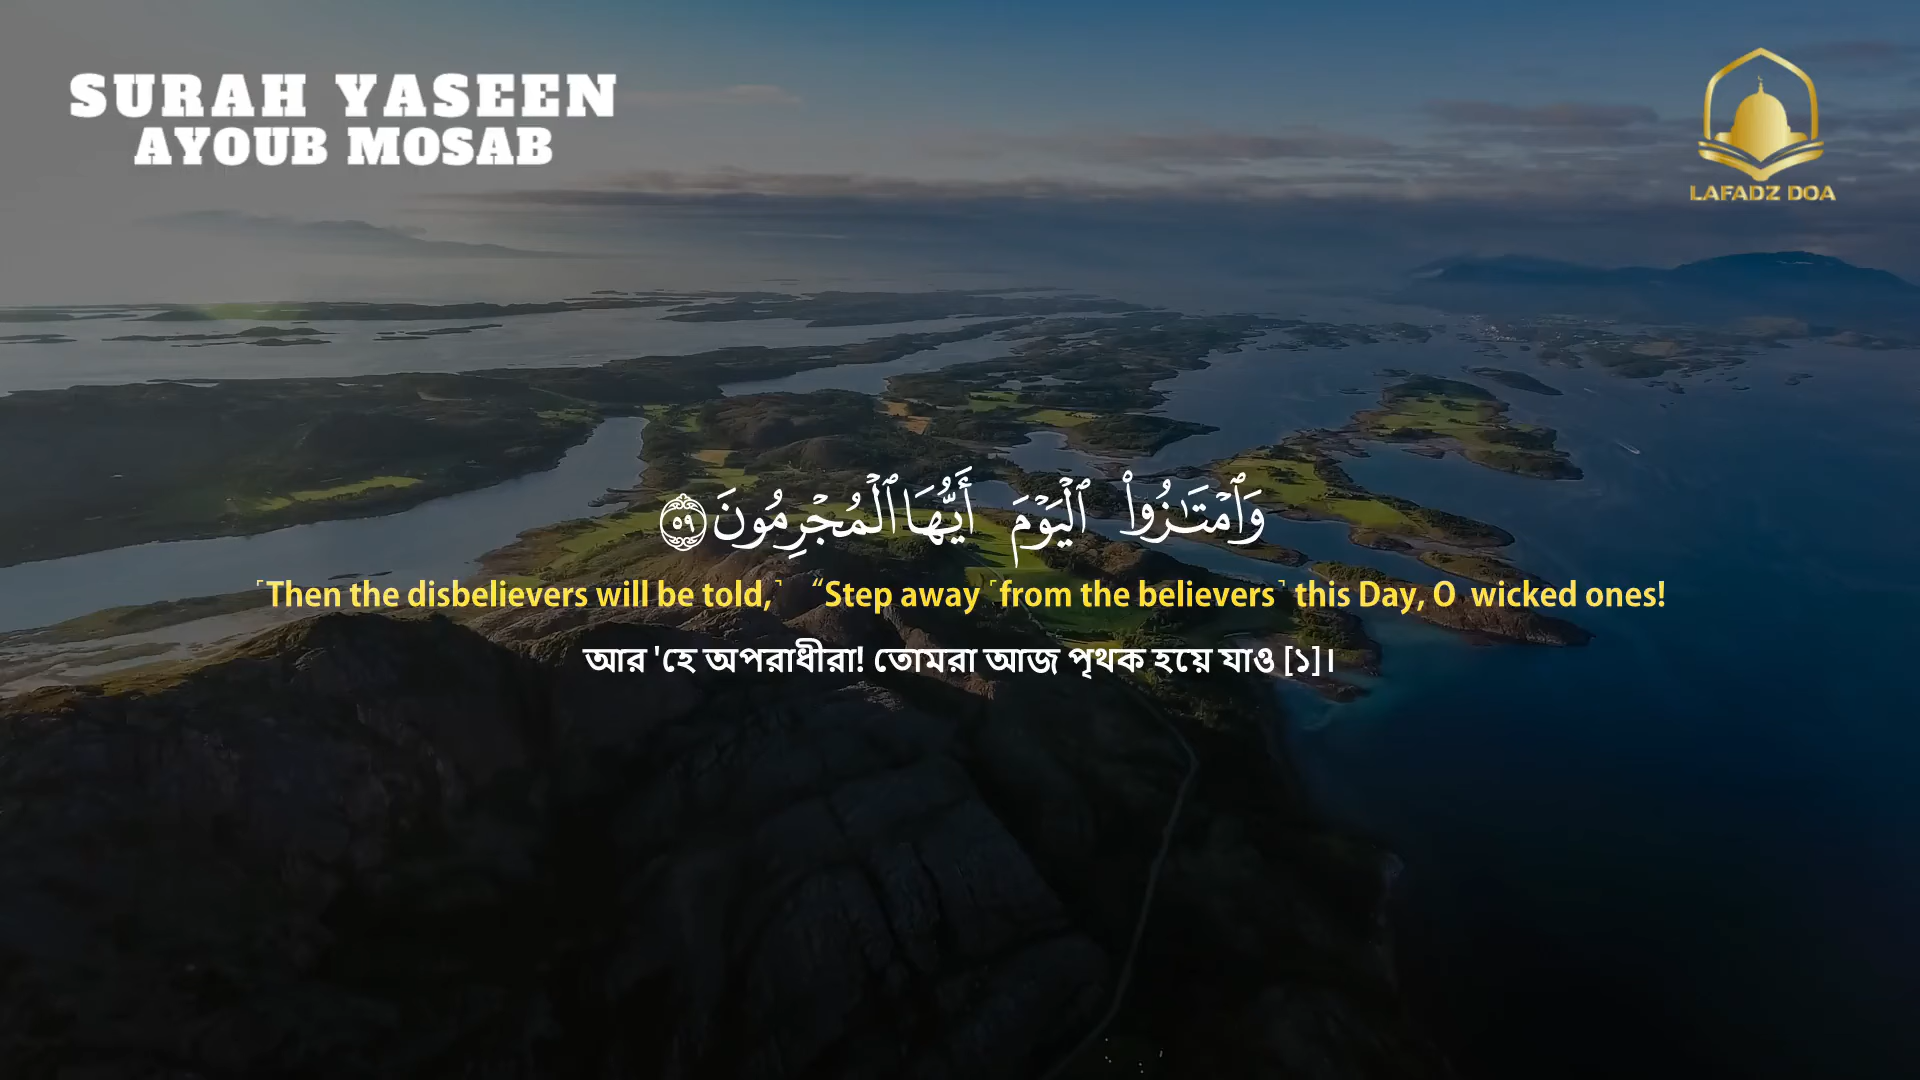 SURAH YASEEN
AYOUB MOSAB
LAFADZ DOA
وَٱمْتَـٰزُوا۟ ٱلْيَوْمَ أَيُّهَا ٱلْمُجْرِمُونَ ٥٩
˹Then the disbelievers will be told,˺ “Step away ˹from the believers˺ this Day, O wicked ones!
আর 'হে অপরাধীরা! তোমরা আজ পৃথক হয়ে যাও [১]।